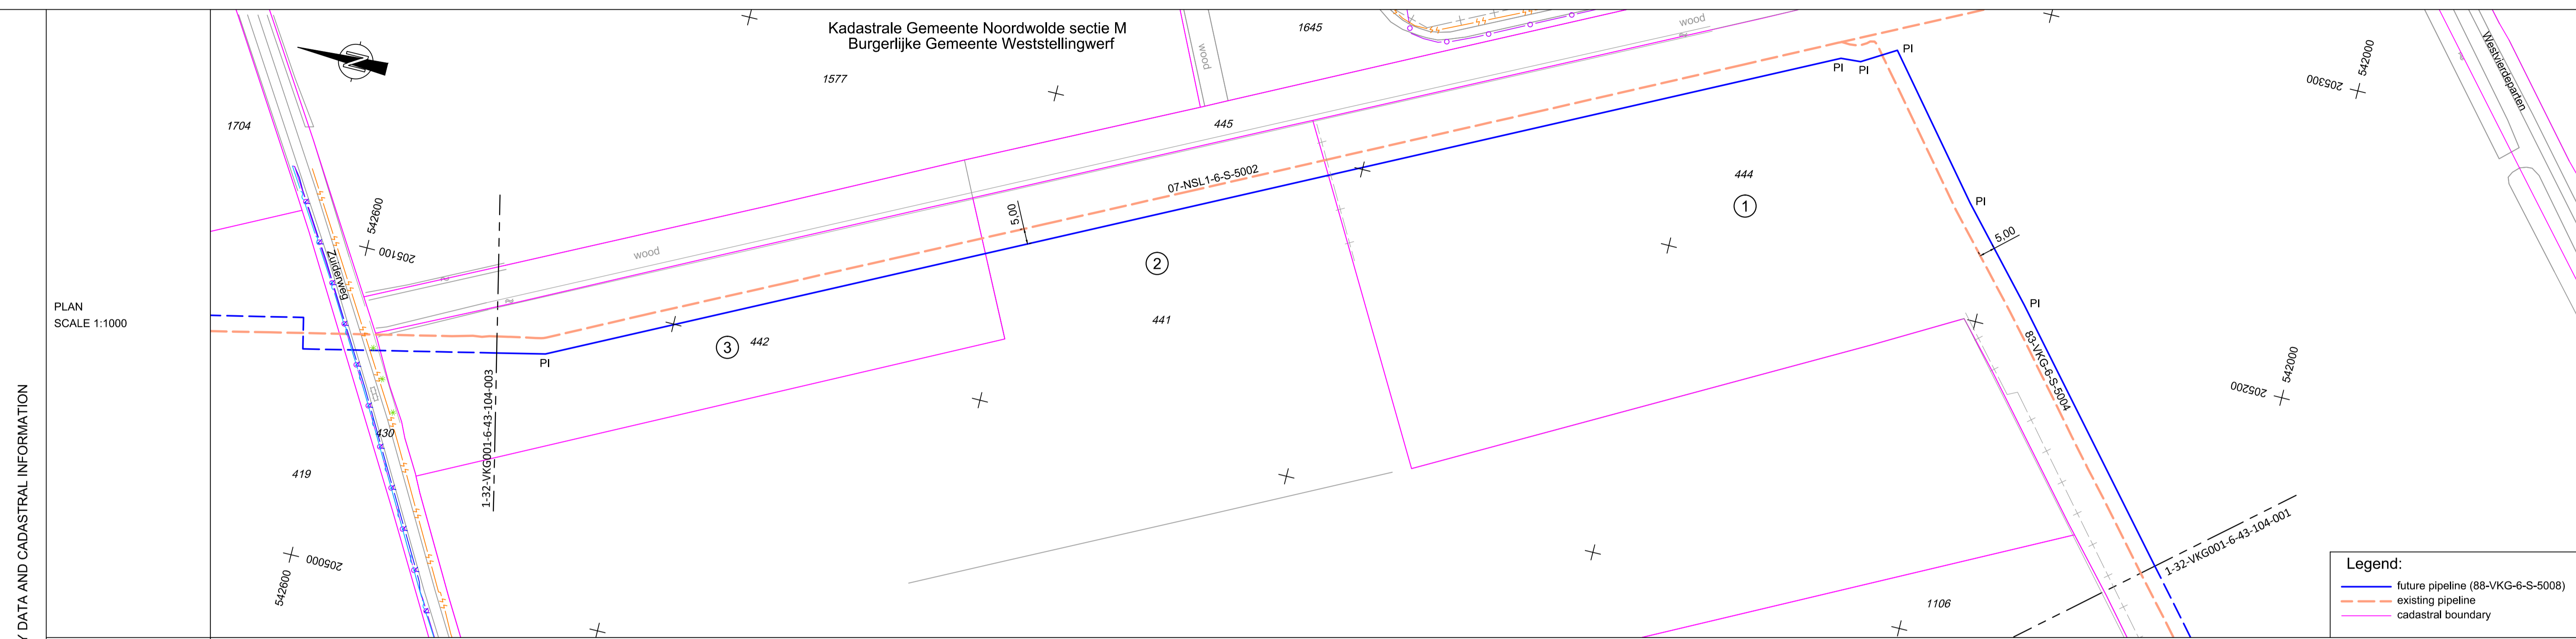 Kadastrale Gemeente Noordwolde sectie M
Burgerlijke Gemeente Weststellingwerf
N
1577
1645
1704
445
444
441
442
430
419
1106
wood
wood
wood
Zuiderweg
Westvierdeparten
542600
205100
542600
205000
542000
205300
542000
205200
07-NSL1-6-S-5002
83-VKG-6-S-5004
5,00
5,00
PI
PI
PI
PI
PI
PI
1
2
3
1-32-VKG001-6-43-104-003
1-32-VKG001-6-43-104-001
PLAN
SCALE 1:1000
Y DATA AND CADASTRAL INFORMATION
Legend:
future pipeline (88-VKG-6-S-5008)
existing pipeline
cadastral boundary